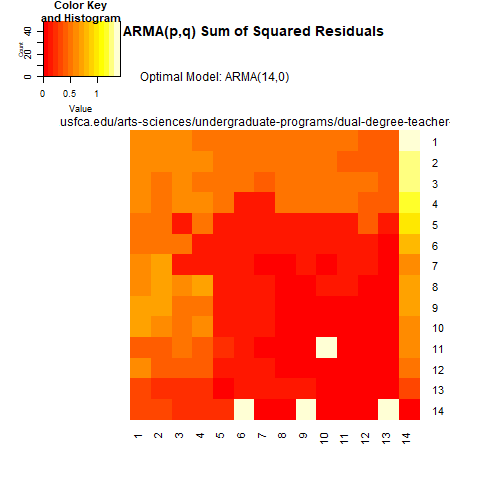 Color Key
and Histogram
Count
0 20 40
0 0.5 1
Value
ARMA(p,q) Sum of Squared Residuals
Optimal Model: ARMA(14,0)
usfca.edu/arts-sciences/undergraduate-programs/dual-degree-teacher-
1
2
3
4
5
6
7
8
9
10
11
12
13
14
1 2 3 4 5 6 7 8 9 10 11 12 13 14